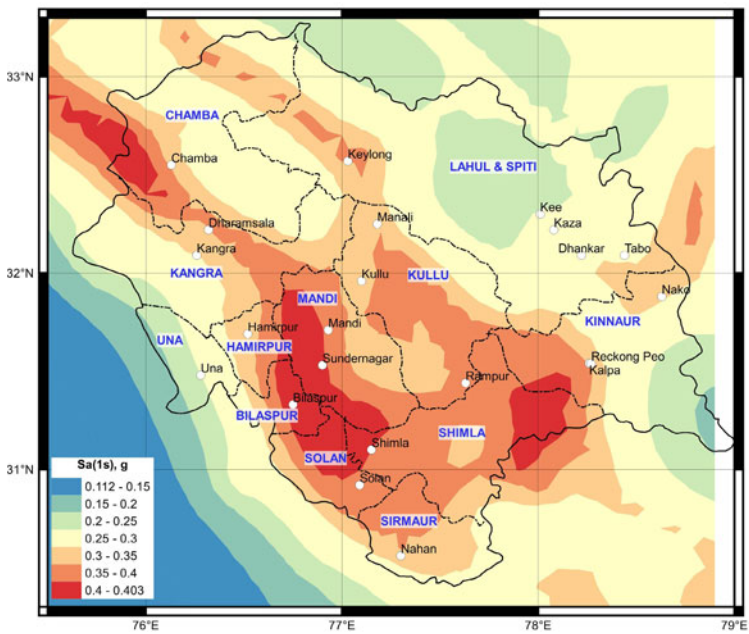 33°N
CHAMBA
Chamba
Keylong
LAHUL & SPITI
Manali
Kee
Kaza
Dharamsala
Kangra
Dhankar
Tabo
32°N
KANGRA
Kullu
KULLU
Nako
MANDI
KINNAUR
UNA
Hamirpur
Mandi
HAMIRPUR
Sundernagar
Una
Reckong Peo
Kalpa
Rampur
Bilaspur
BILASPUR
SHIMLA
Shimla
SOLAN
31°N
Solan
Sa(1s), g
0.112 - 0.15
0.15 - 0.2
0.2 - 0.25
0.25 - 0.3
0.3 - 0.35
0.35 - 0.4
0.4 - 0.403
SIRMAUR
Nahan
76°E
77°E
78°E
79°E